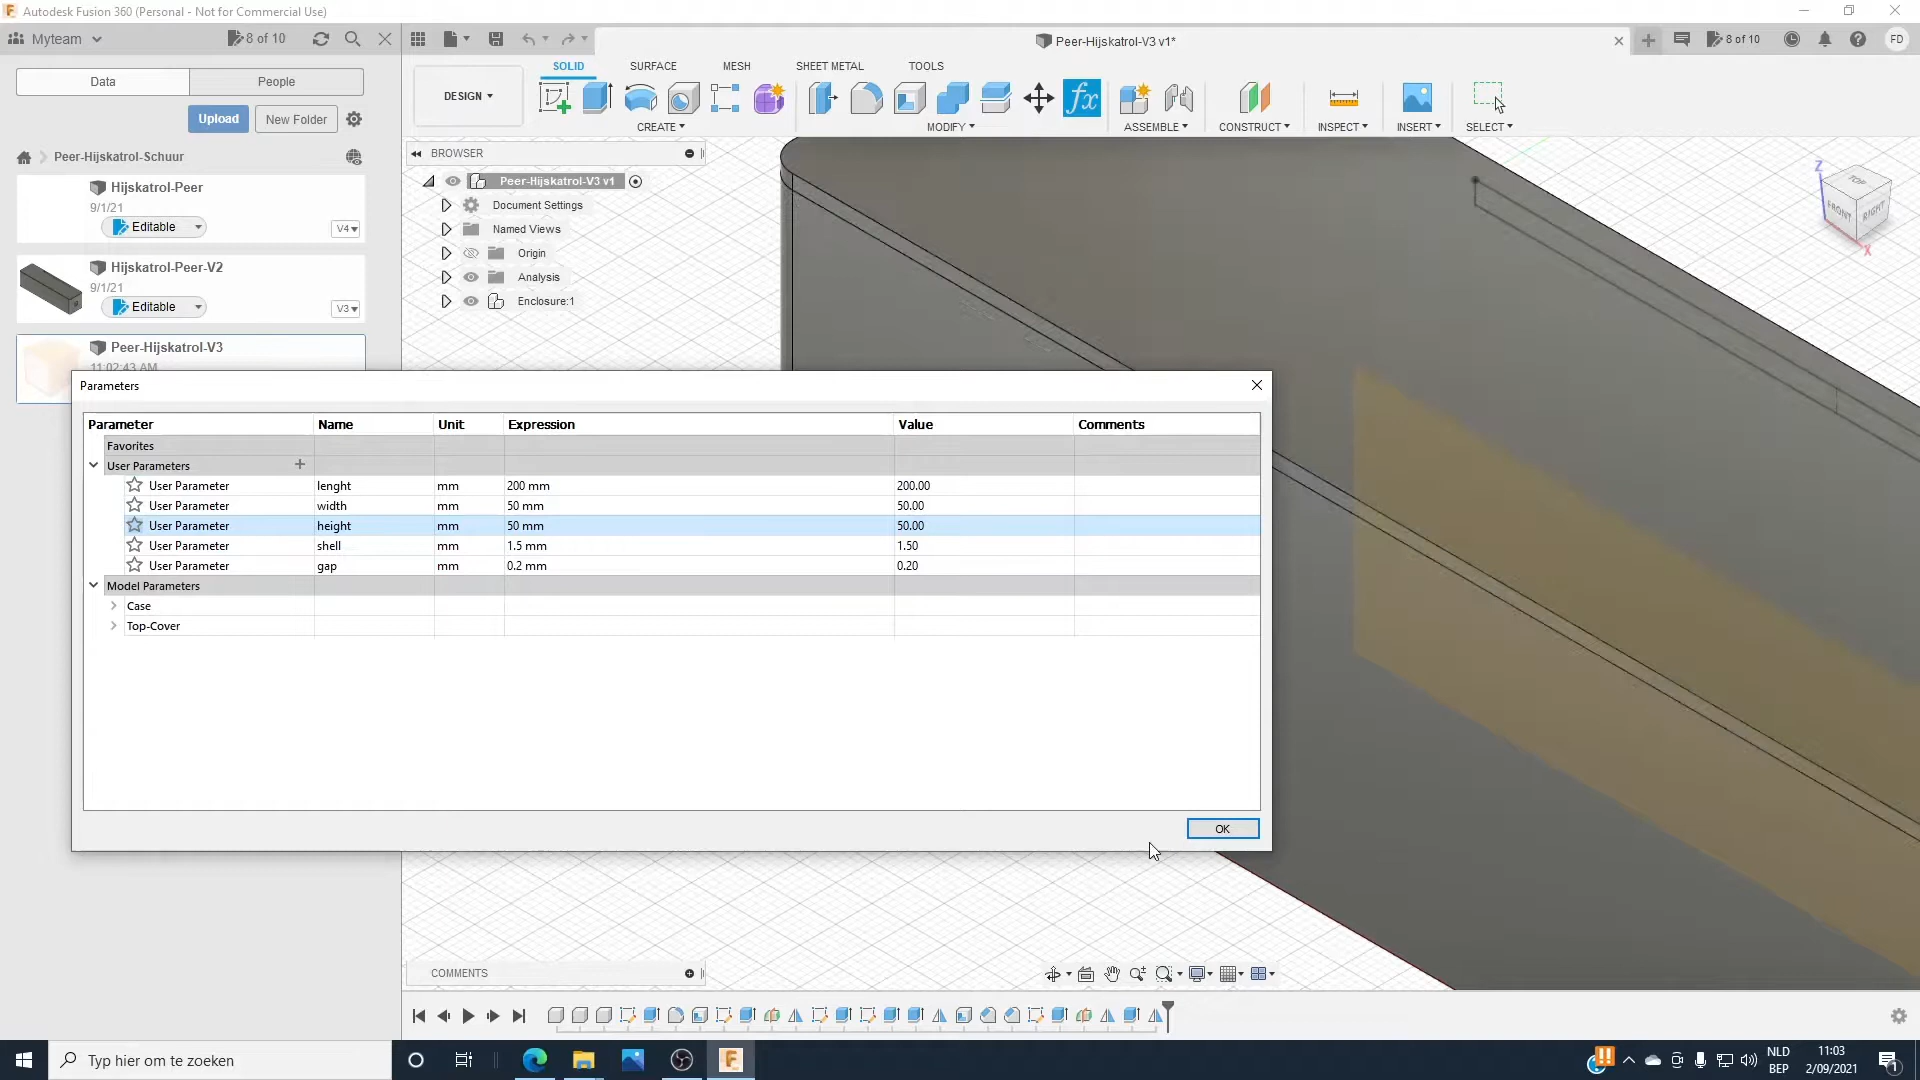 Autodesk Fusion 360 (Personal - Not for Commercial Use)
Myteam
8 of 10
Peer-Hijskatrol-V3 v1*
8 of 10
FD
Data
People
Upload
New Folder
Peer-Hijskatrol-Schuur
Hijskatrol-Peer
9/1/21
Editable
V4
Hijskatrol-Peer-V2
9/1/21
Editable
V3
Peer-Hijskatrol-V3
11:02:43 AM
DESIGN
SOLID
SURFACE
MESH
SHEET METAL
TOOLS
fx
CREATE
MODIFY
ASSEMBLE
CONSTRUCT
INSPECT
INSERT
SELECT
BROWSER
Peer-Hijskatrol-V3 v1
Document Settings
Named Views
Origin
Analysis
Enclosure:1
Z
TOP
FRONT
RIGHT
X
Parameters
Parameter Name Unit Expression Value Comments
Favorites
User Parameters
User Parameter lenght mm 200 mm 200.00
User Parameter width mm 50 mm 50.00
User Parameter height mm 50 mm 50.00
User Parameter shell mm 1.5 mm 1.50
User Parameter gap mm 0.2 mm 0.20
Model Parameters
Case
Top-Cover
OK
COMMENTS
Typ hier om te zoeken
NLD
BEP
11:03
2/09/2021
1